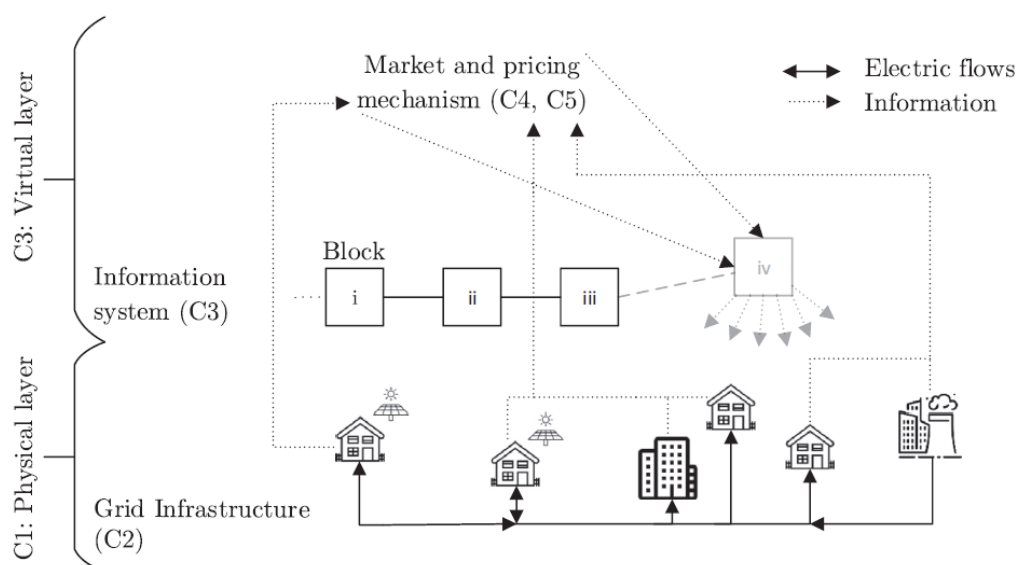 Market and pricing
mechanism (C4, C5)
Electric flows
Information
C3: Virtual layer
Block
Information
system (C3)
i
ii
iii
iv
C1: Physical layer
Grid Infrastructure
(C2)